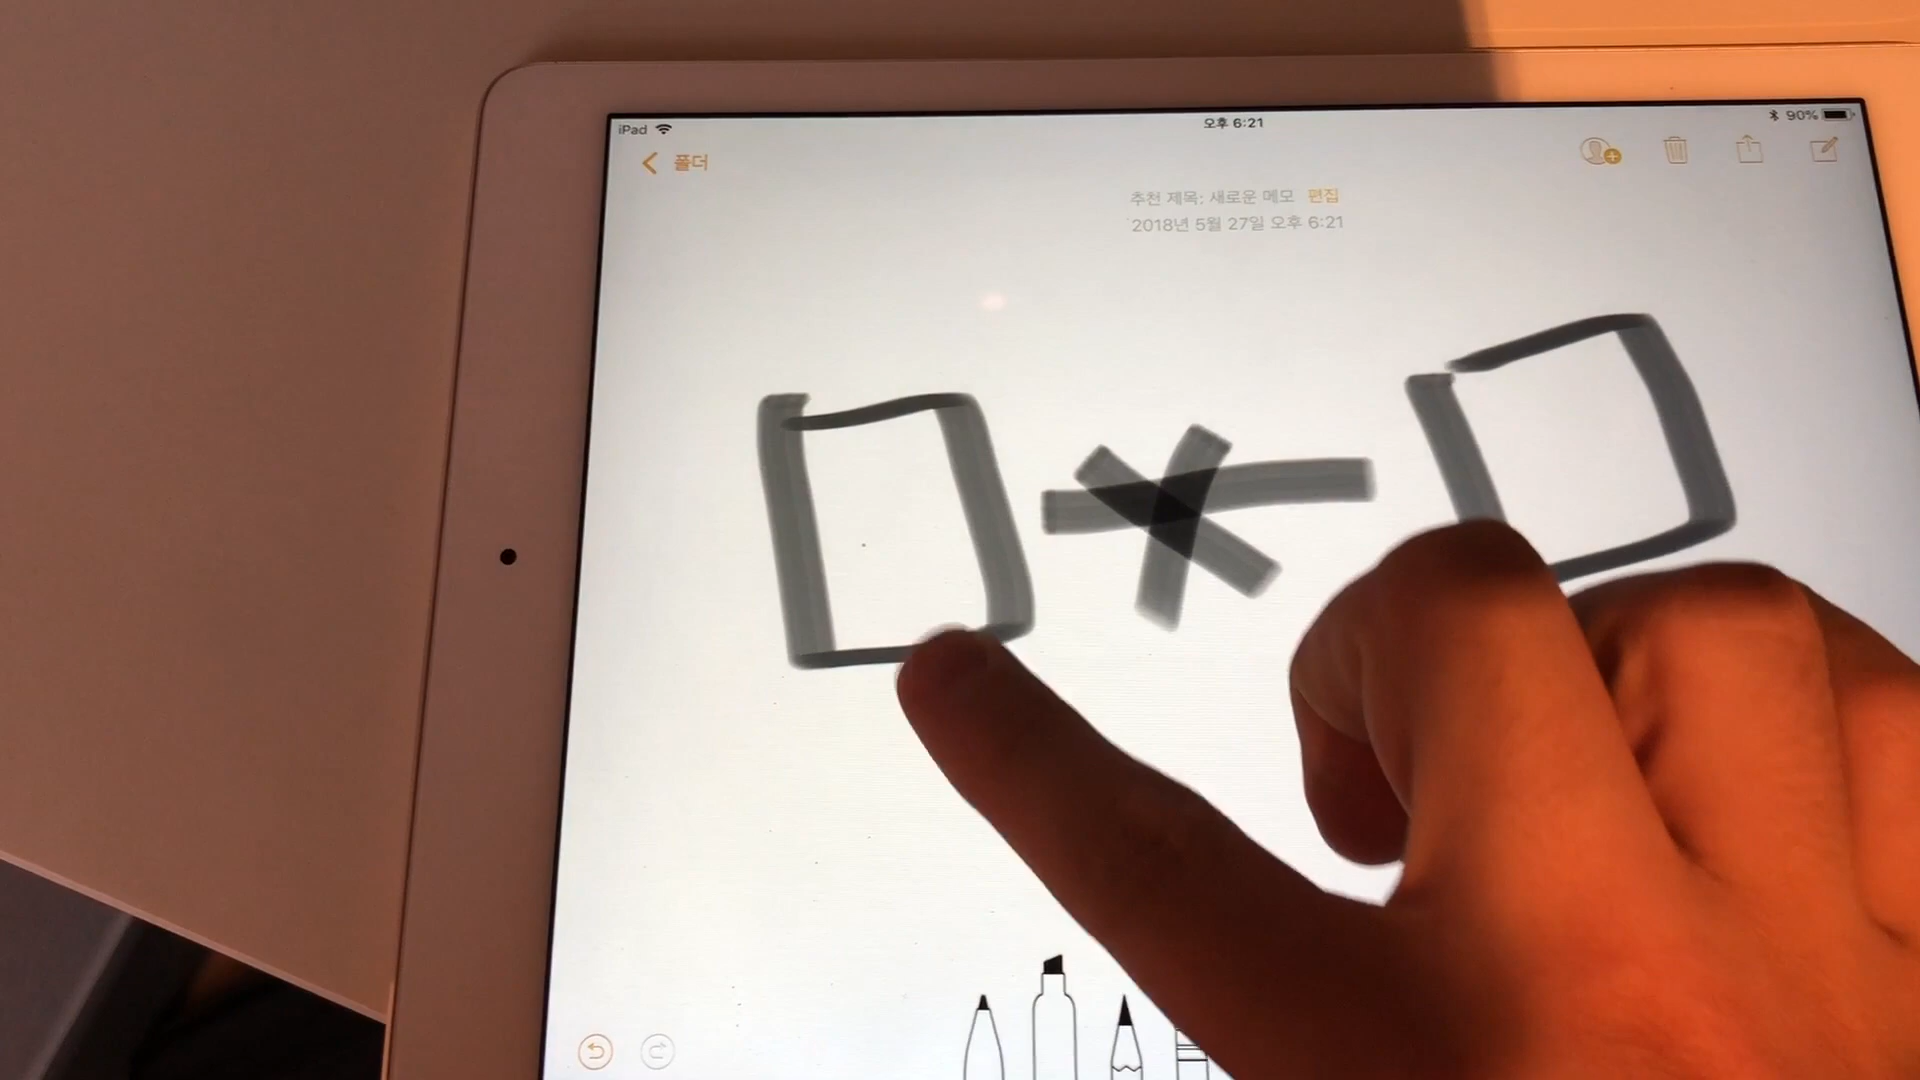 iPad 오후 6:21 90%
폴더
추천 제목: 새로운 메모 편집
2018년 5월 27일 오후 6:21